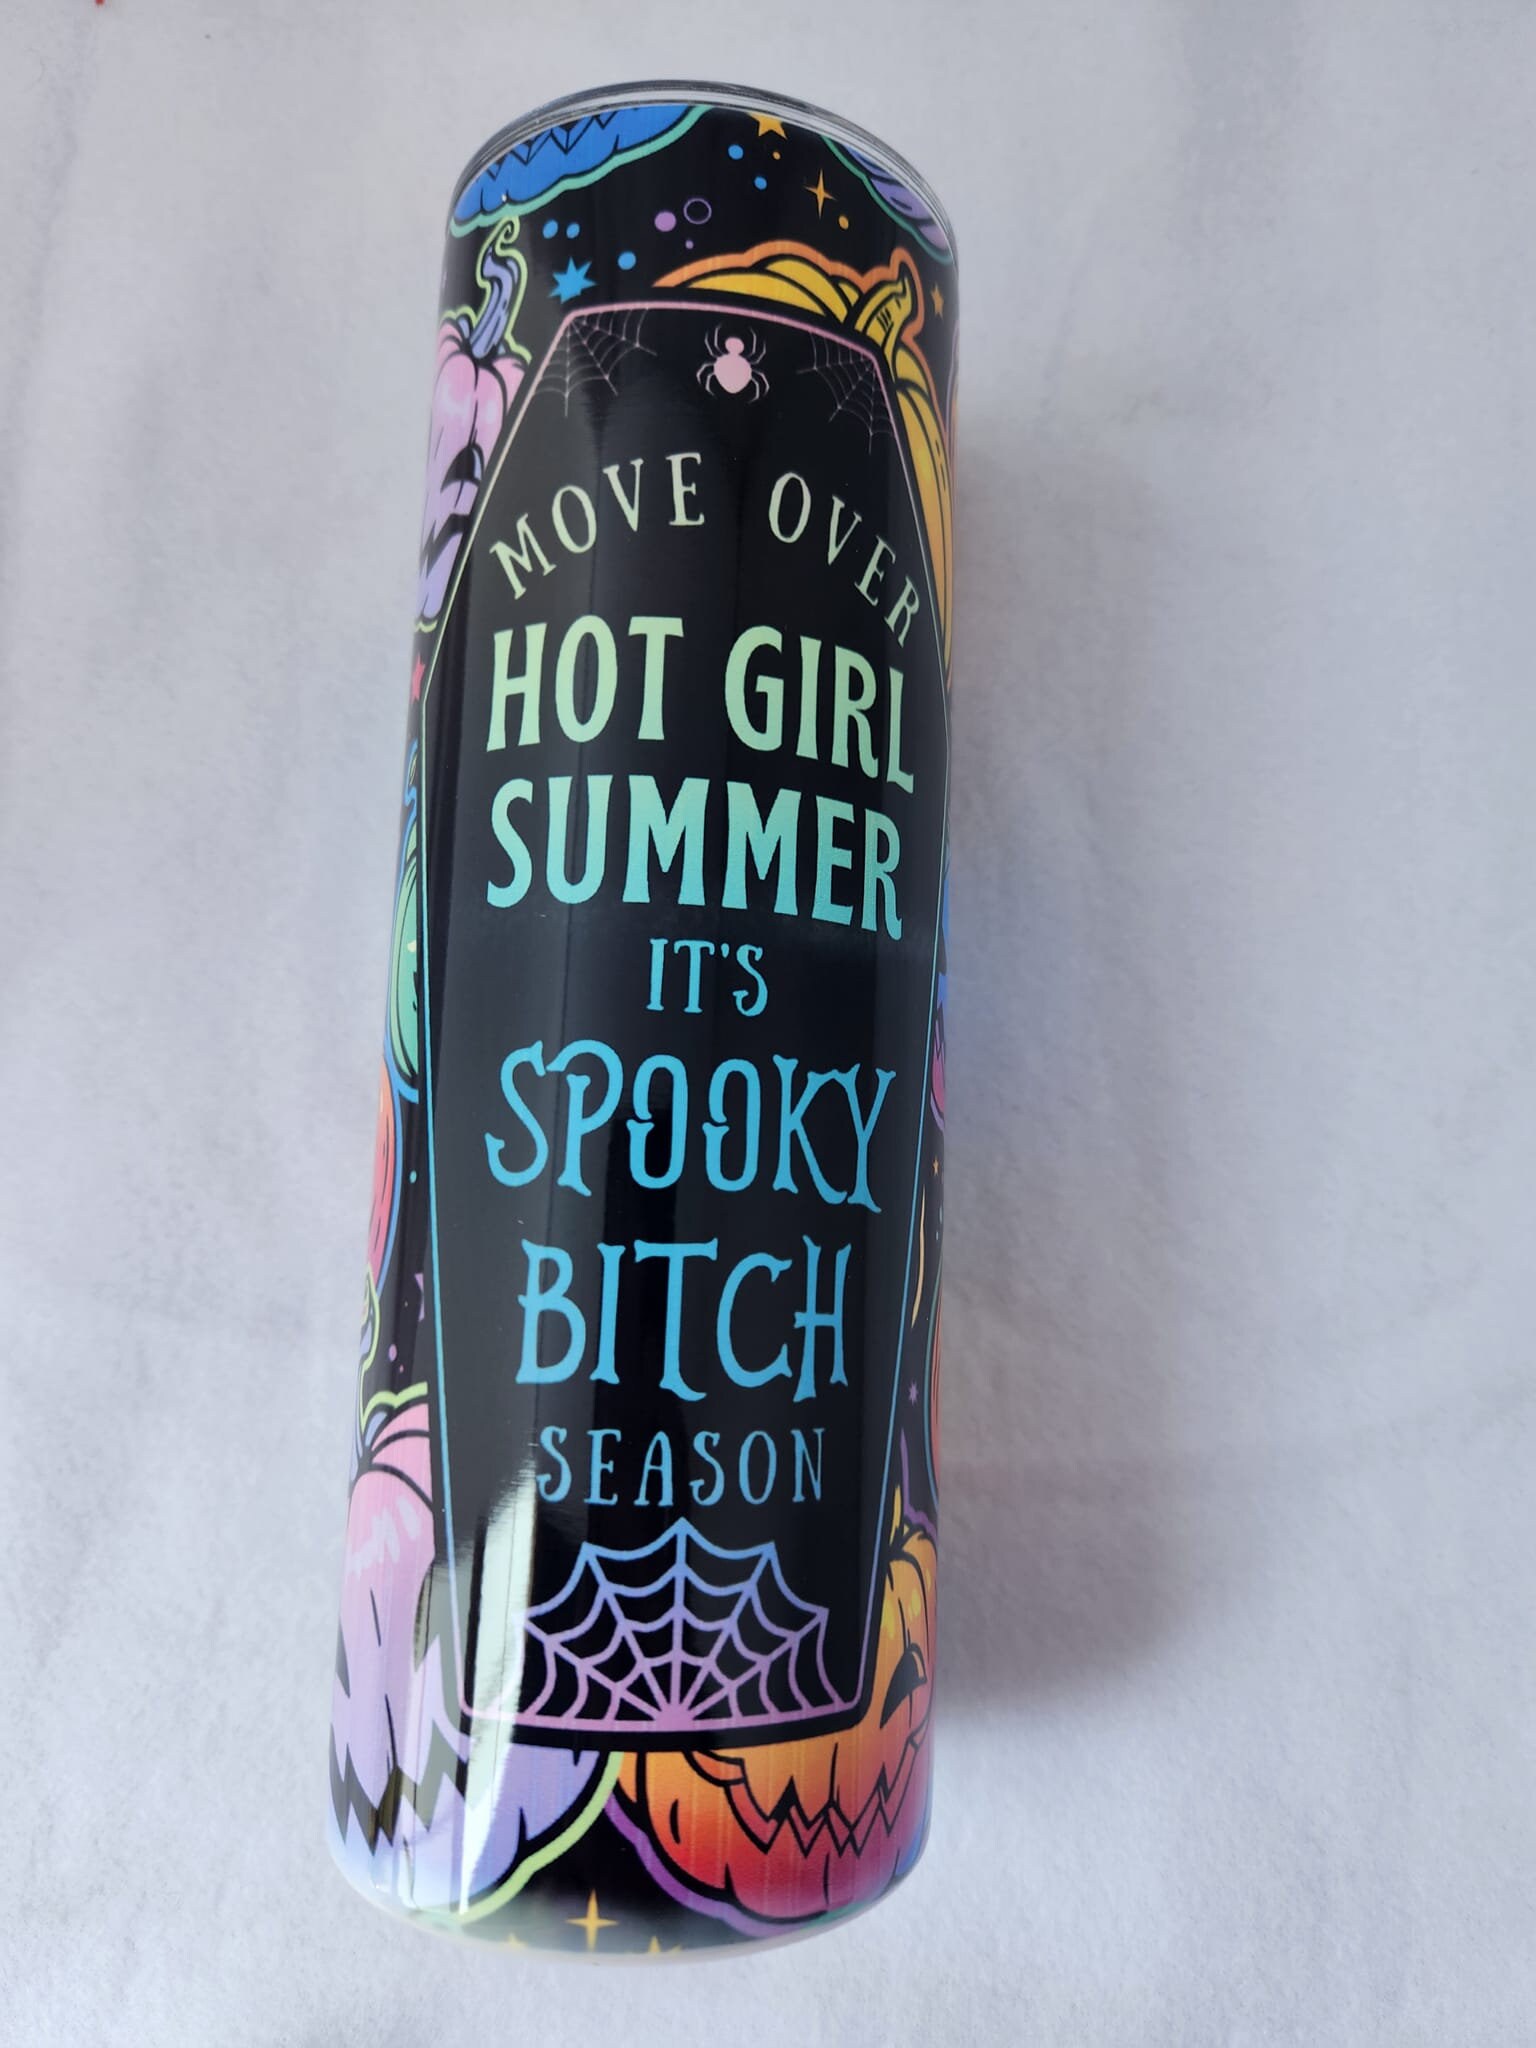 MOVE OVER
HOT GIRL
SUMMER
IT'S
SPOOKY
BITCH
SEASON